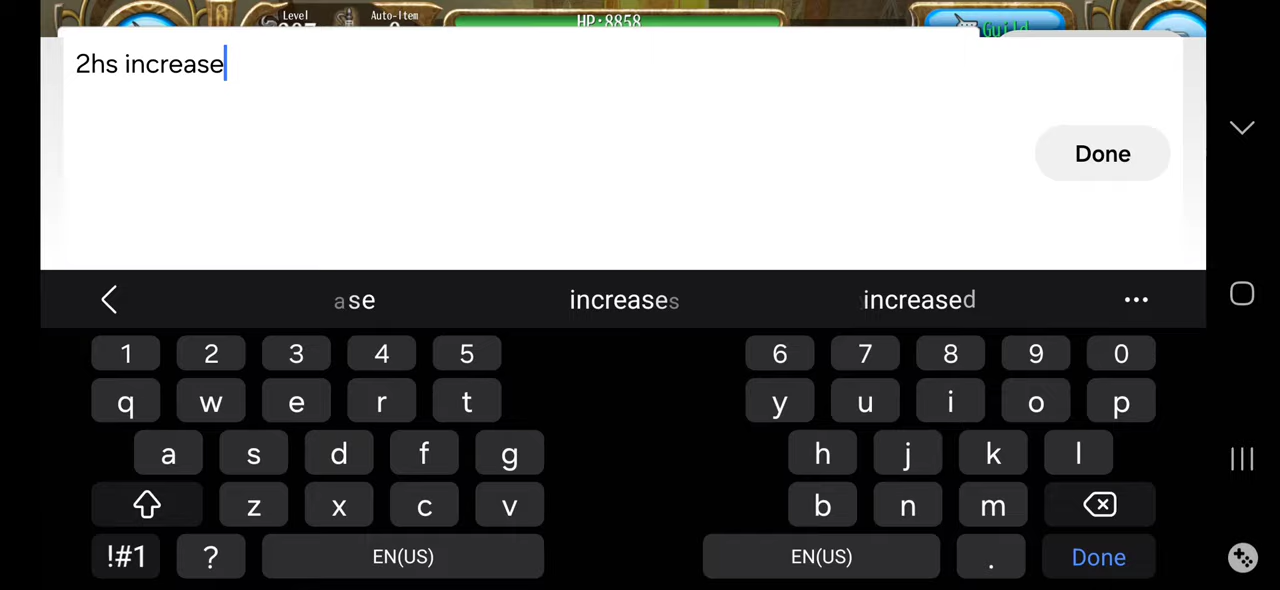 Level
Auto-Item
HP:8858
Guild
2hs increase
Done
ase
increases
increased
1 2 3 4 5 6 7 8 9 0
q w e r t y u i o p
a s d f g h j k l
z x c v b n m
!#1 ? EN(US) EN(US) . Done